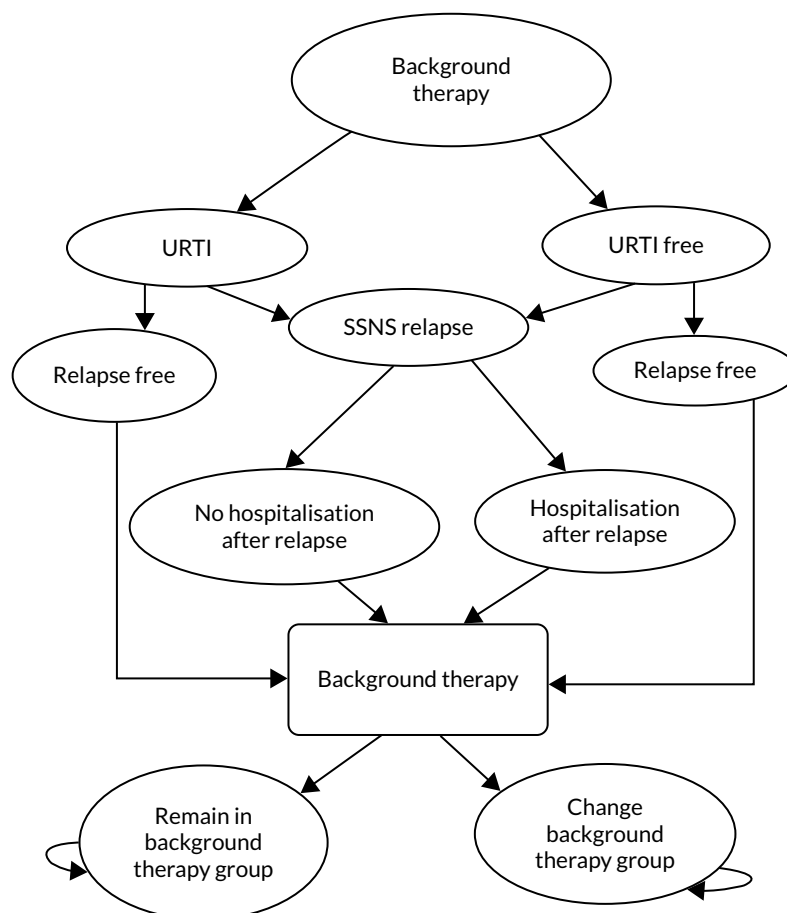 Background
therapy
URTI
URTI free
SSNS relapse
Relapse free
Relapse free
No hospitalisation
after relapse
Hospitalisation
after relapse
Background therapy
Remain in
background
therapy group
Change
background
therapy group